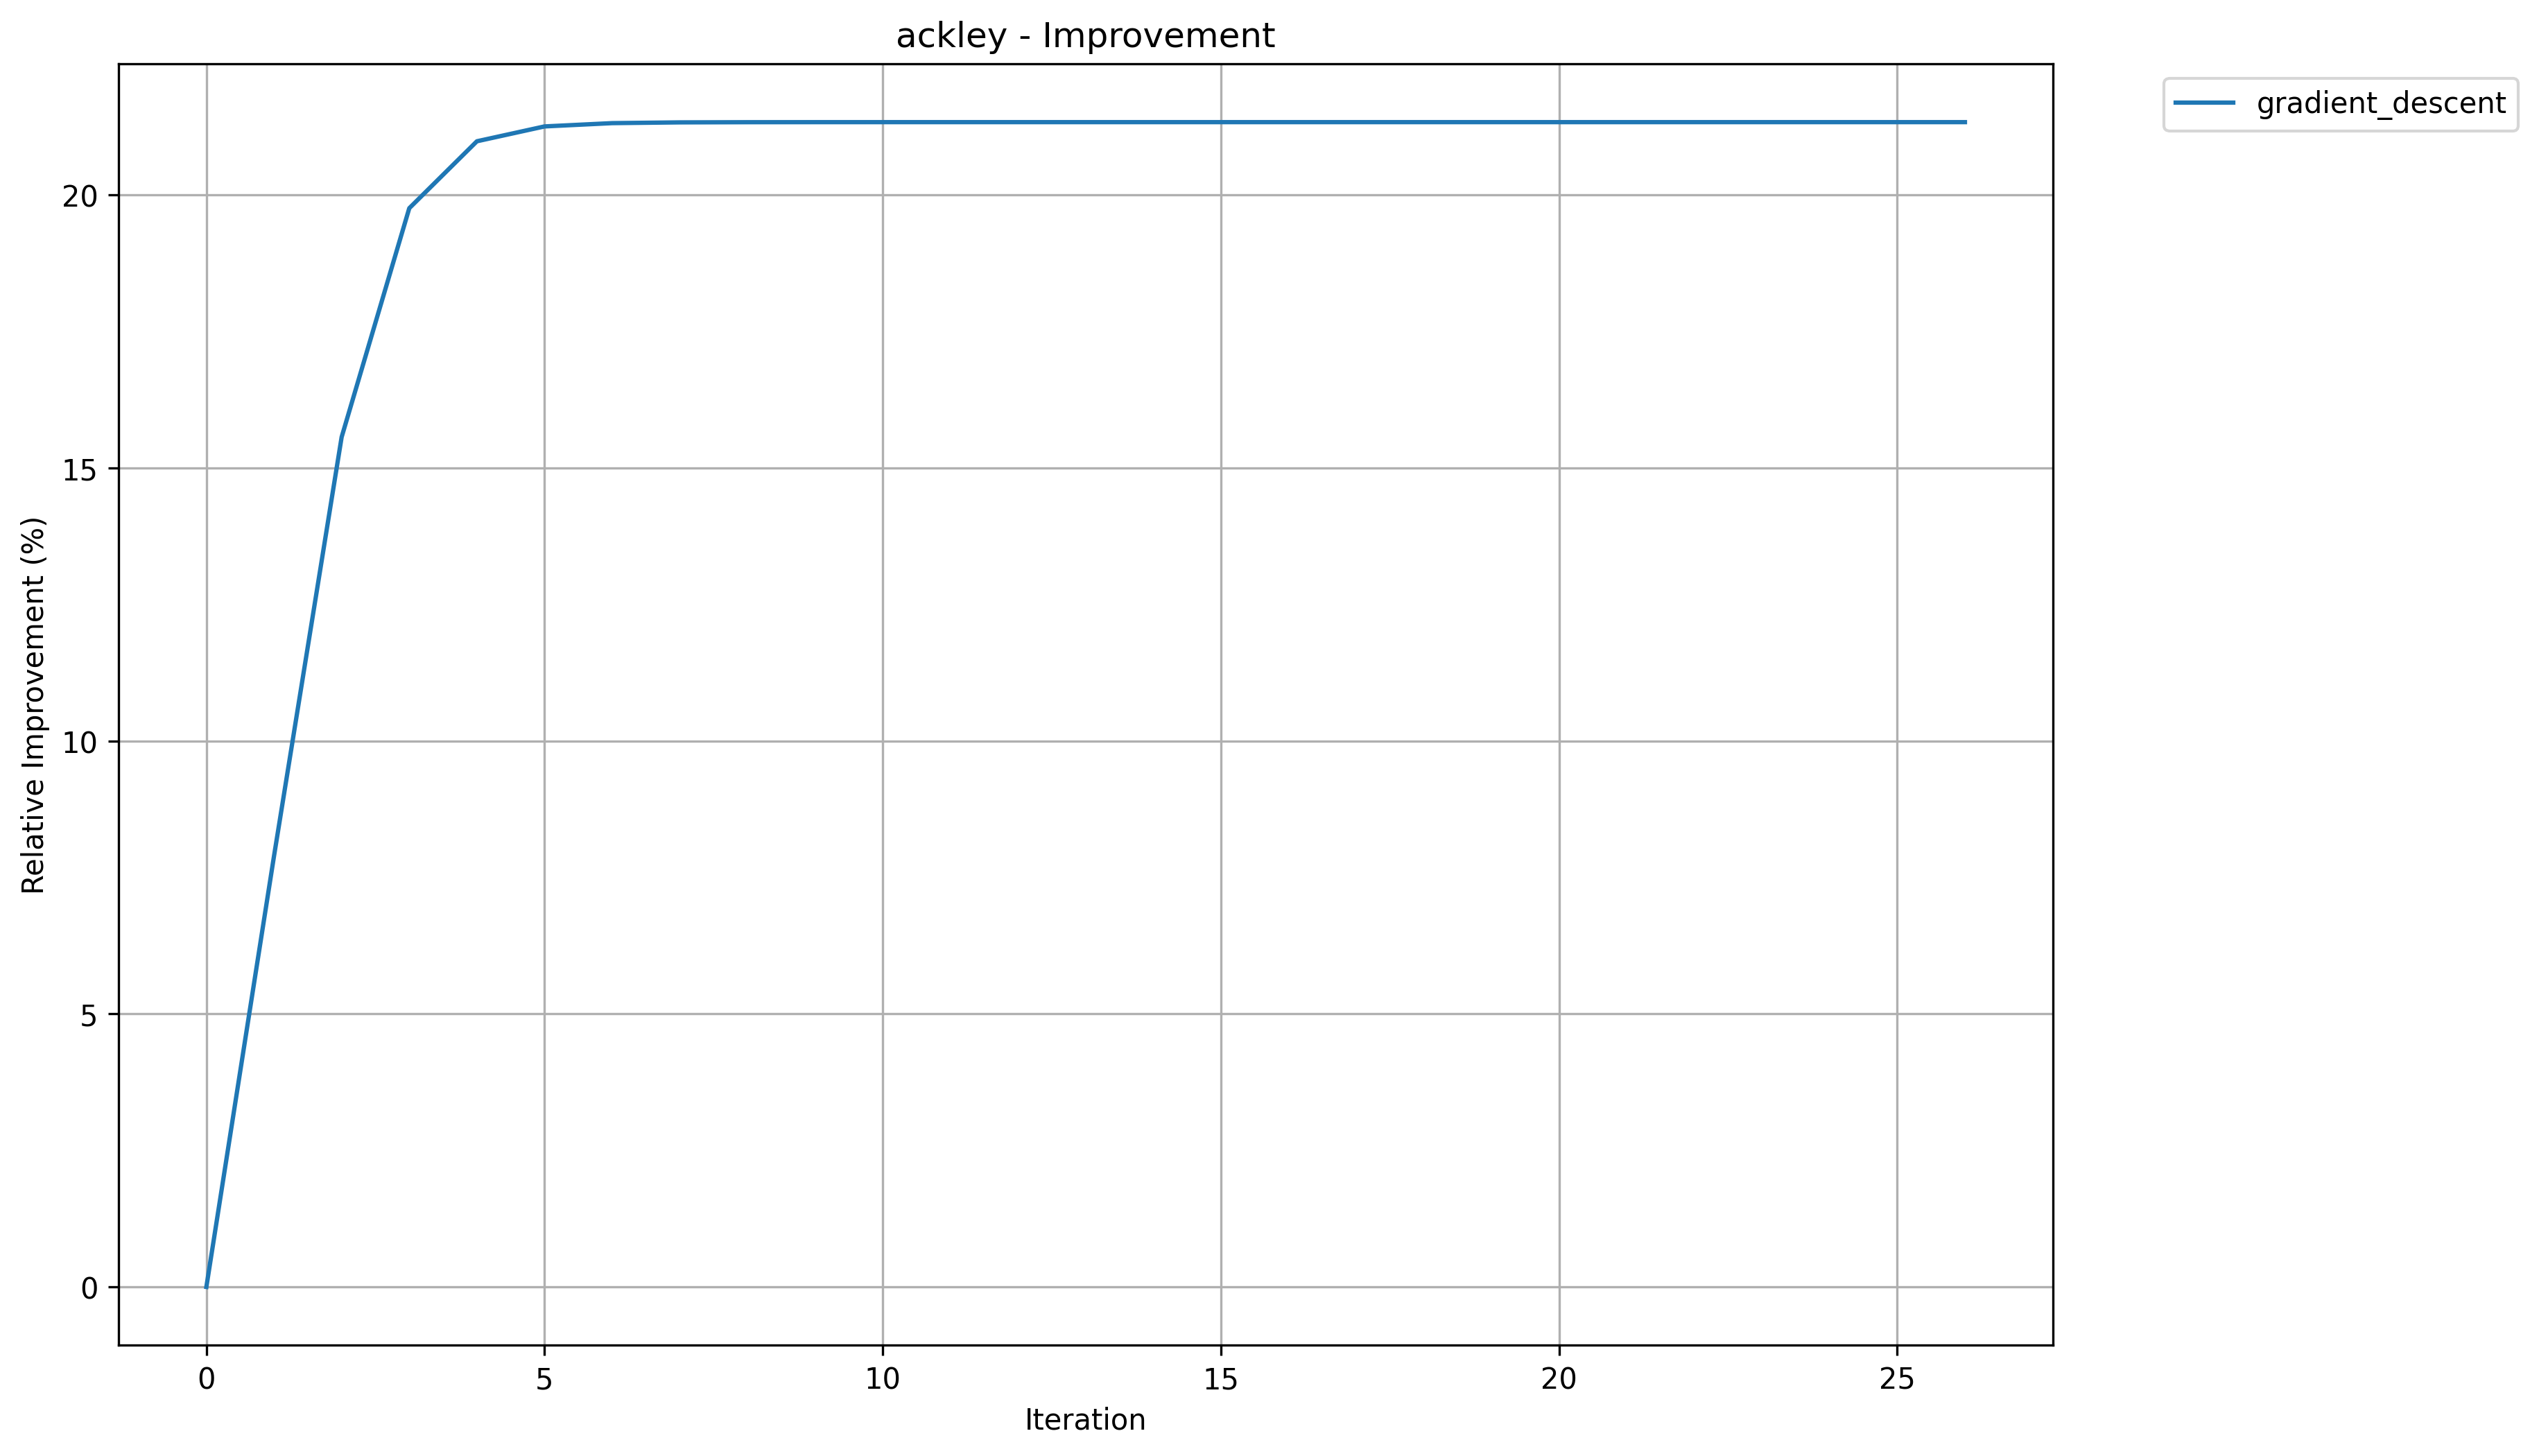 ackley - Improvement
gradient_descent
Relative Improvement (%)
20
15
10
5
0
0 5 10 15 20 25
Iteration